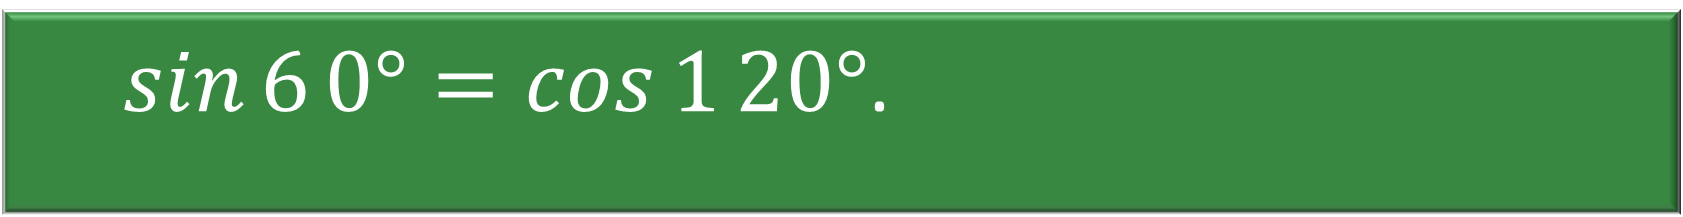 sin 6 0° = cos 1 20°.